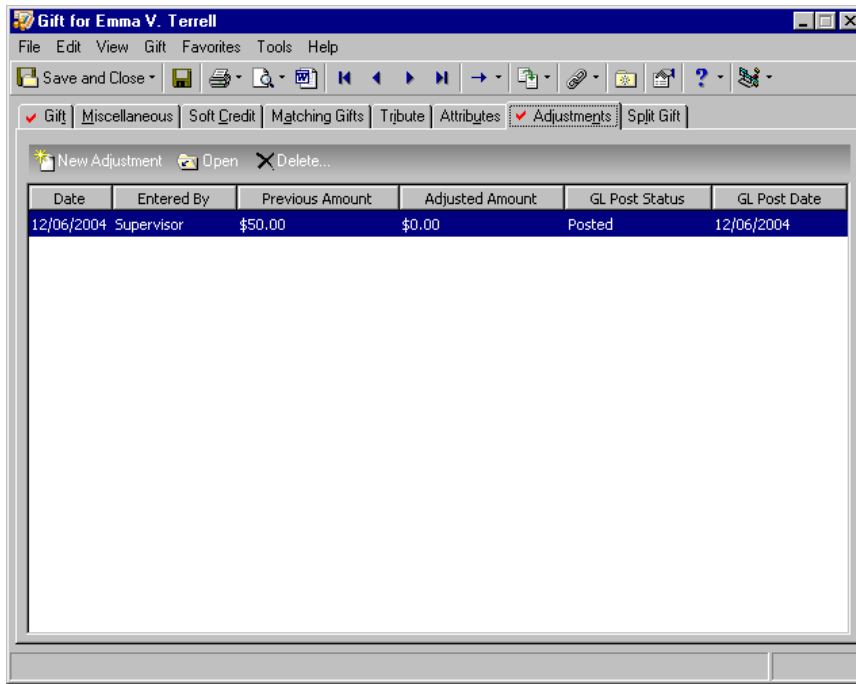 Gift for Emma V. Terrell
File Edit View Gift Favorites Tools Help
Save and Close
Gift Miscellaneous Soft Credit Matching Gifts Tribute Attributes Adjustments Split Gift
New Adjustment Open Delete...
Date Entered By Previous Amount Adjusted Amount GL Post Status GL Post Date
12/06/2004 Supervisor $50.00 $0.00 Posted 12/06/2004